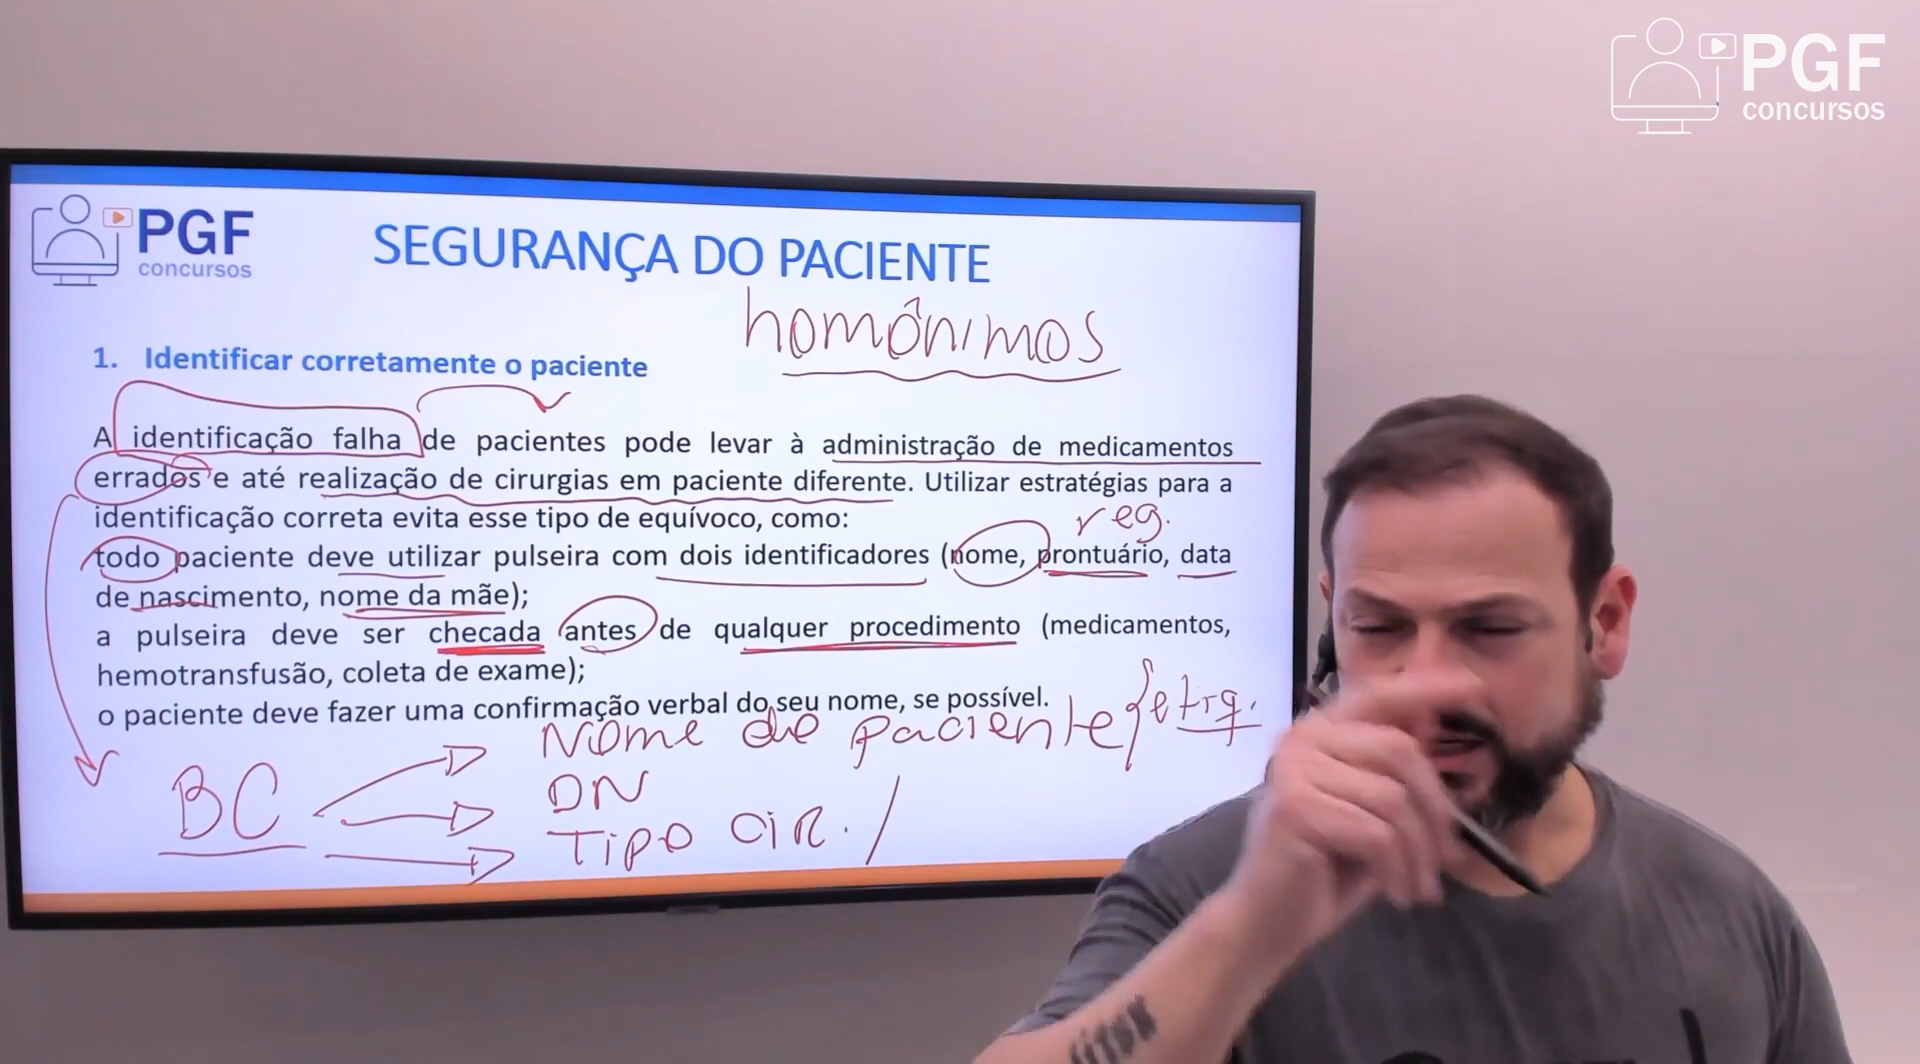 PGF
concursos
PGF
concursos
SEGURANÇA DO PACIENTE
homônimos
1. Identificar corretamente o paciente
A identificação falha de pacientes pode levar à administração de medicamentos
errados e até realização de cirurgias em paciente diferente. Utilizar estratégias para a
identificação correta evita esse tipo de equívoco, como:
reg.
todo paciente deve utilizar pulseira com dois identificadores (nome, prontuário, data
de nascimento, nome da mãe);
a pulseira deve ser checada antes de qualquer procedimento (medicamentos,
hemotransfusão, coleta de exame);
o paciente deve fazer uma confirmação verbal do seu nome, se possível.
BC
Nome do paciente
DN
Tipo CIR.